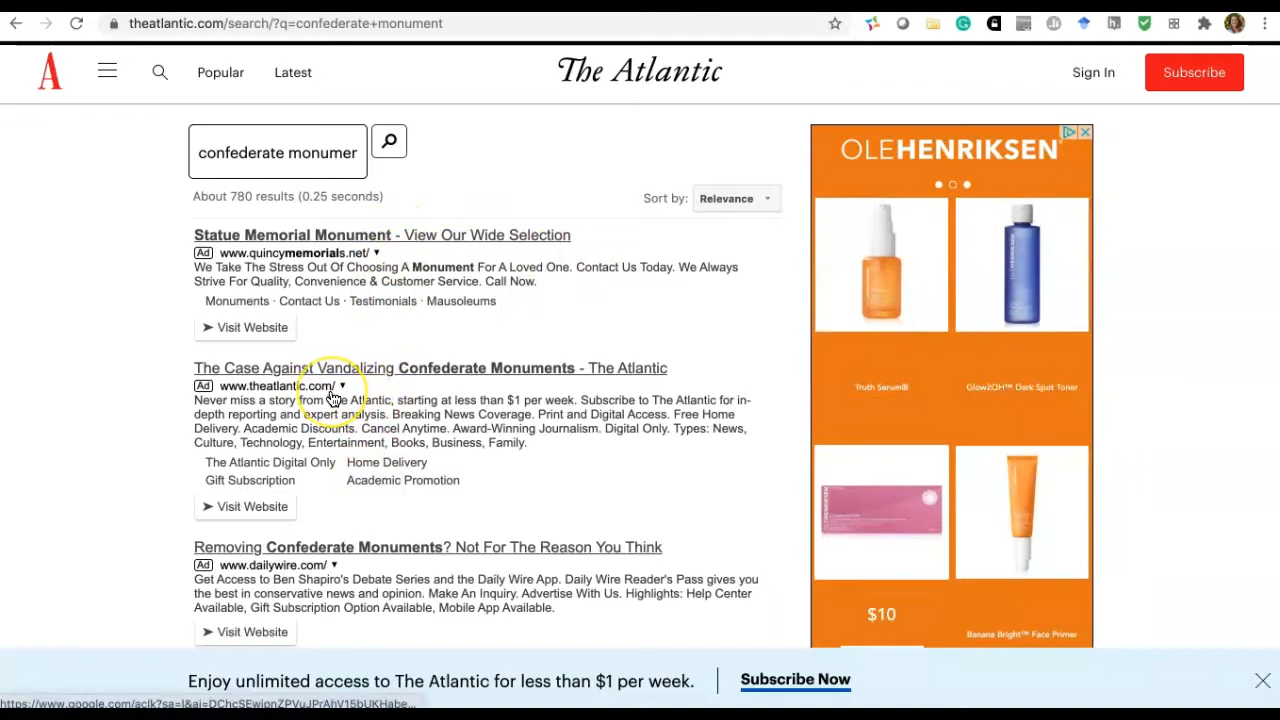 theatlantic.com/search/?q=confederate+monument
A
Popular
Latest
The Atlantic
Sign In
Subscribe
confederate monumer
About 780 results (0.25 seconds)
Sort by:
Relevance
Statue Memorial Monument - View Our Wide Selection
Ad www.quincymemorials.net/
We Take The Stress Out Of Choosing A Monument For A Loved One. Contact Us Today. We Always
Strive For Quality, Convenience & Customer Service. Call Now.
Monuments · Contact Us · Testimonials · Mausoleums
Visit Website
The Case Against Vandalizing Confederate Monuments - The Atlantic
Ad www.theatlantic.com/
Never miss a story from The Atlantic, starting at less than $1 per week. Subscribe to The Atlantic for in-
depth reporting and expert analysis. Breaking News Coverage. Print and Digital Access. Free Home
Delivery. Academic Discounts. Cancel Anytime. Award-Winning Journalism. Digital Only. Types: News,
Culture, Technology, Entertainment, Books, Business, Family.
The Atlantic Digital Only Home Delivery
Gift Subscription Academic Promotion
Visit Website
Removing Confederate Monuments? Not For The Reason You Think
Ad www.dailywire.com/
Get Access to Ben Shapiro's Debate Series and the Daily Wire App. Daily Wire Reader's Pass gives you
the best in conservative news and opinion. Make An Inquiry. Advertise With Us. Highlights: Help Center
Available, Gift Subscription Option Available, Mobile App Available.
Visit Website
OLEHENRIKSEN
Truth Serum®
Glow2OH™ Dark Spot Toner
$10
Banana Bright™ Face Primer
Enjoy unlimited access to The Atlantic for less than $1 per week.
Subscribe Now